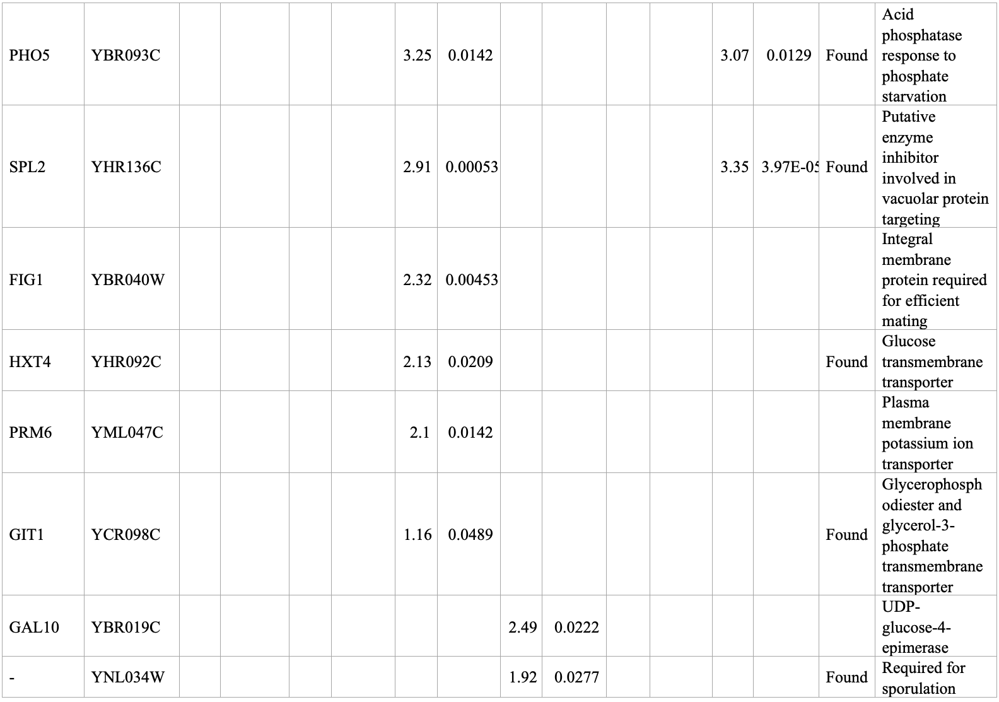 PHO5 YBR093C 3.25 0.0142 3.07 0.0129 Found Acid
phosphatase
response to
phosphate
starvation
SPL2 YHR136C 2.91 0.00053 3.35 3.97E-05 Found Putative
enzyme
inhibitor
involved in
vacuolar protein
targeting
FIG1 YBR040W 2.32 0.00453 Integral
membrane
protein required
for efficient
mating
HXT4 YHR092C 2.13 0.0209 Found Glucose
transmembrane
transporter
PRM6 YML047C 2.1 0.0142 Plasma
membrane
potassium ion
transporter
GIT1 YCR098C 1.16 0.0489 Found Glycerophosph
odiester and
glycerol-3-
phosphate
transmembrane
transporter
GAL10 YBR019C 2.49 0.0222 UDP-
glucose-4-
epimerase
- YNL034W 1.92 0.0277 Found Required for
sporulation